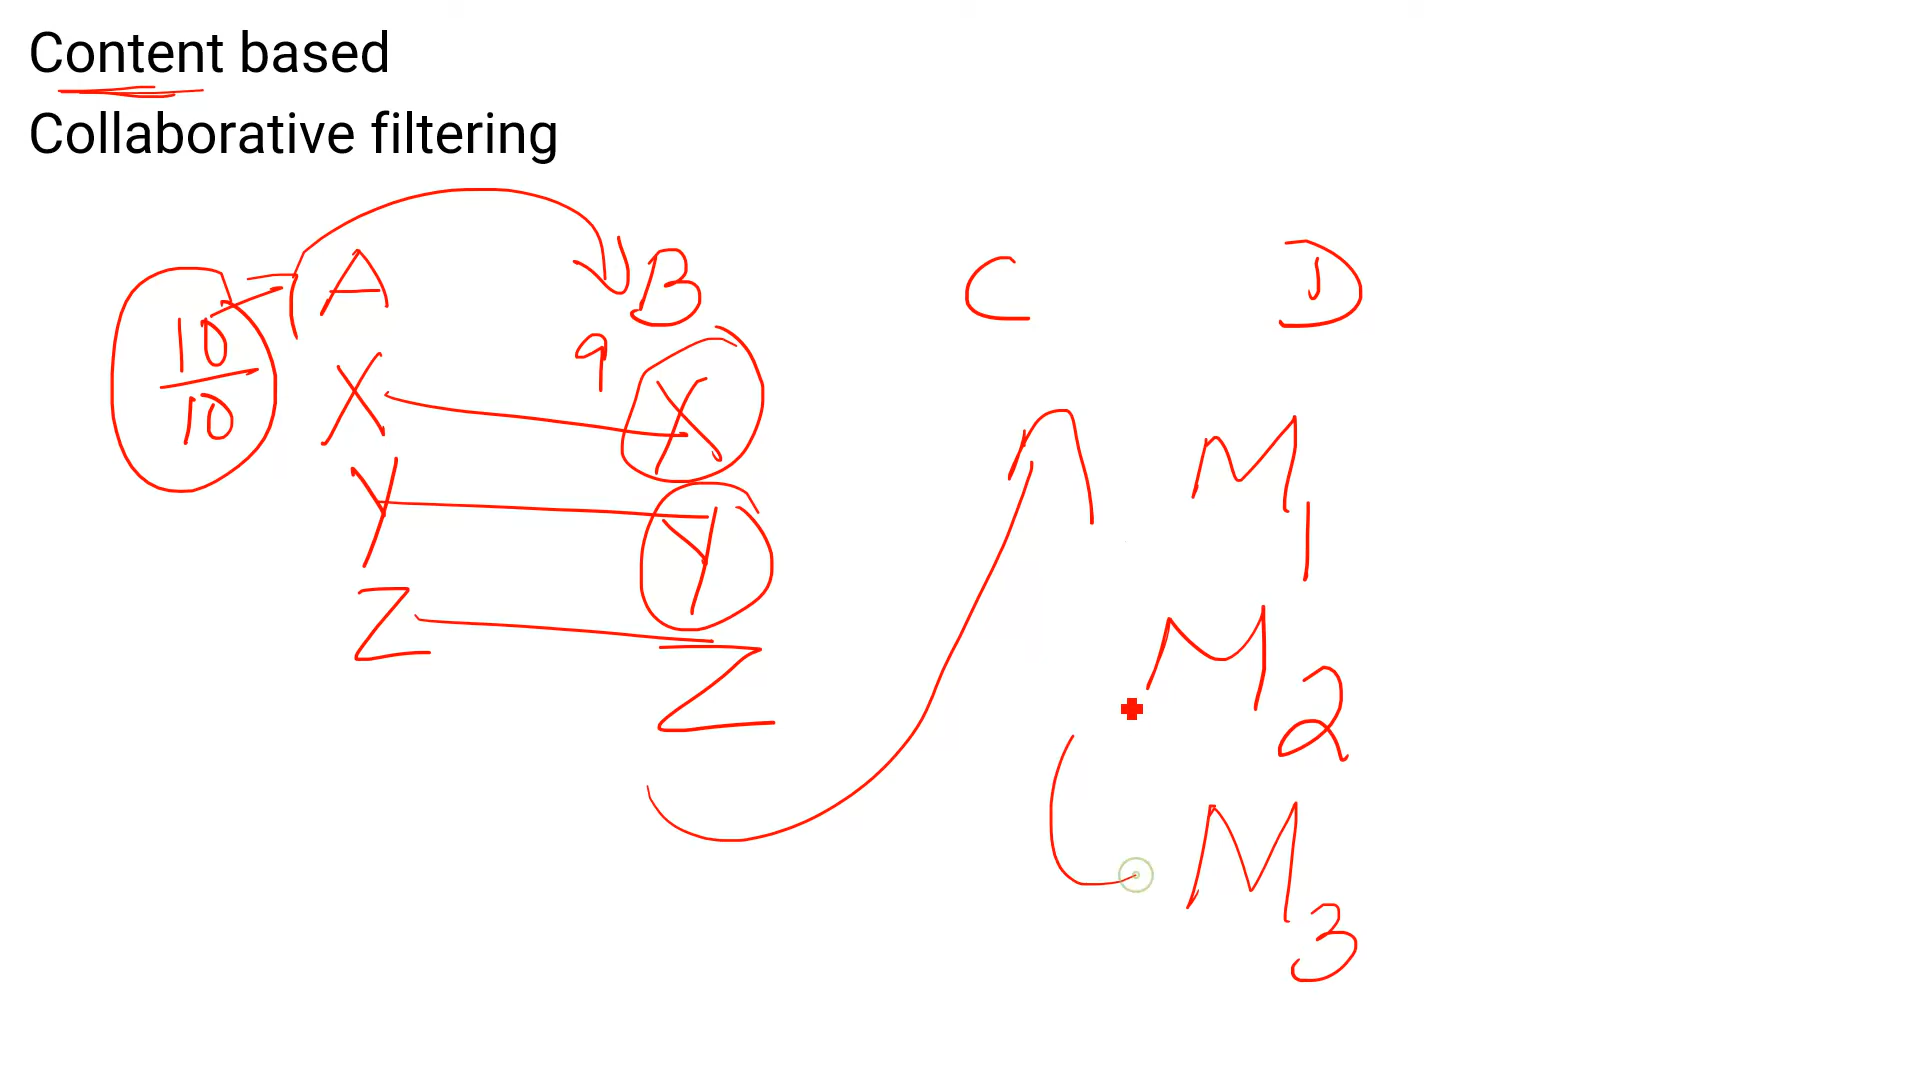 Content based
Collaborative filtering
A B C D
10
10
9
X X
Y Y
Z Z
M1
M2
M3